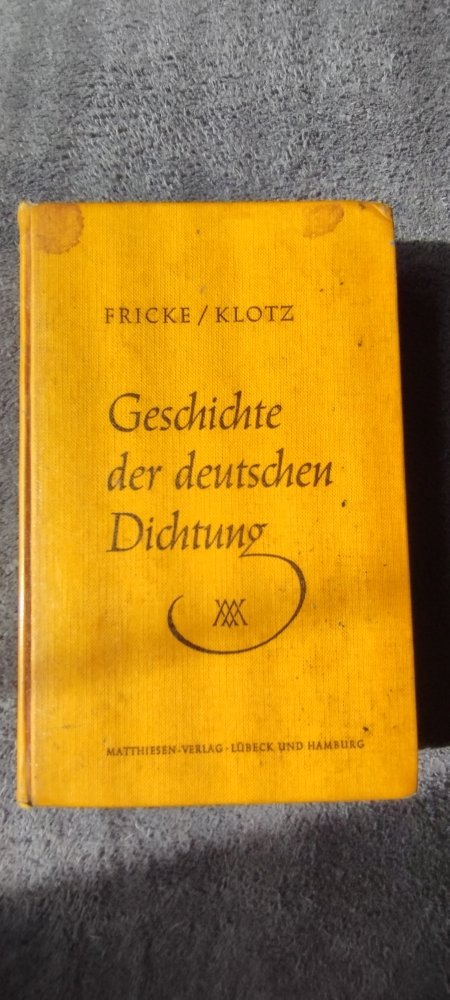 FRICKE / KLOTZ
Geschichte
der deutschen
Dichtung
MATTHIESEN-VERLAG · LÜBECK UND HAMBURG